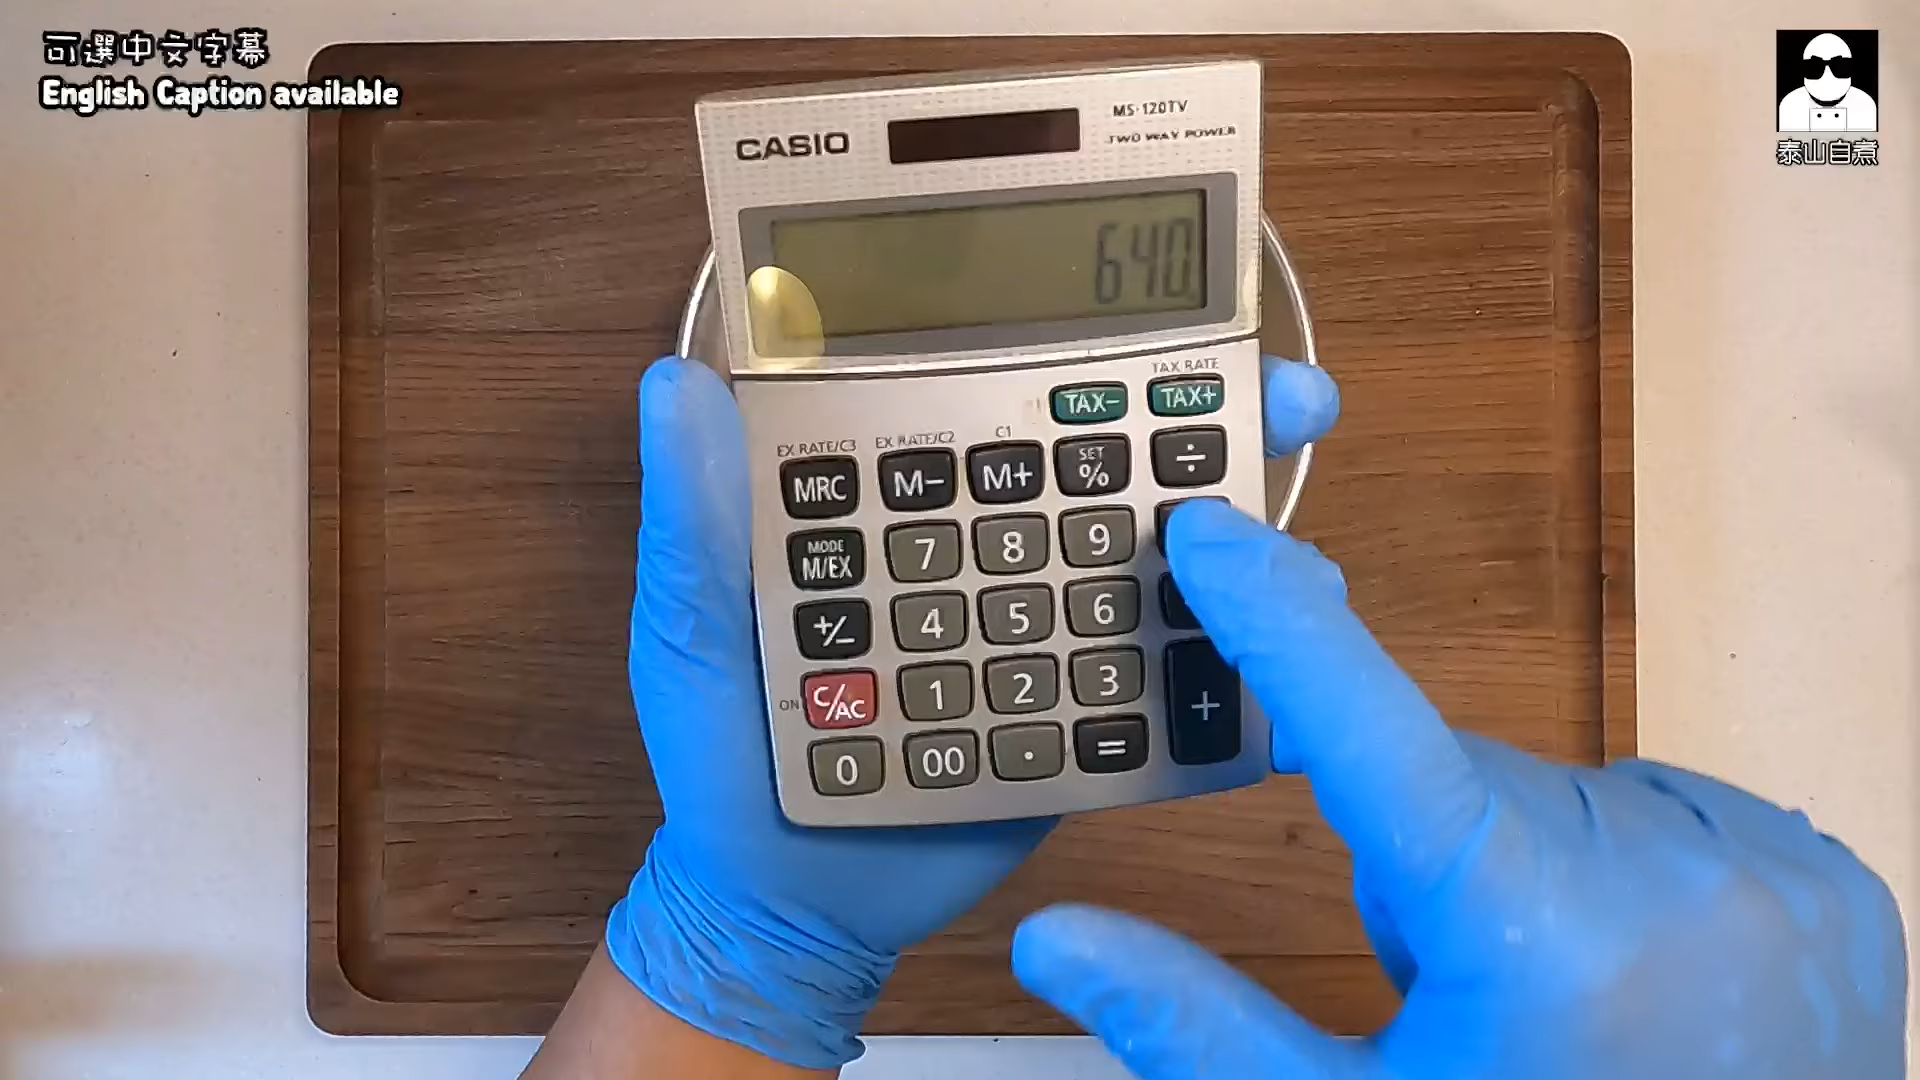 可選中文字幕
English Caption available
泰山自煮
CASIO
MS-120TV
TWO WAY POWER
640.
TAX RATE
TAX−
TAX+
EX RATE/C3
EX RATE/C2
C1
MRC
M−
M+
SET
%
÷
MODE
M/EX
7
8
9
+/−
4
5
6
ON
C/AC
1
2
3
+
0
00
·
=